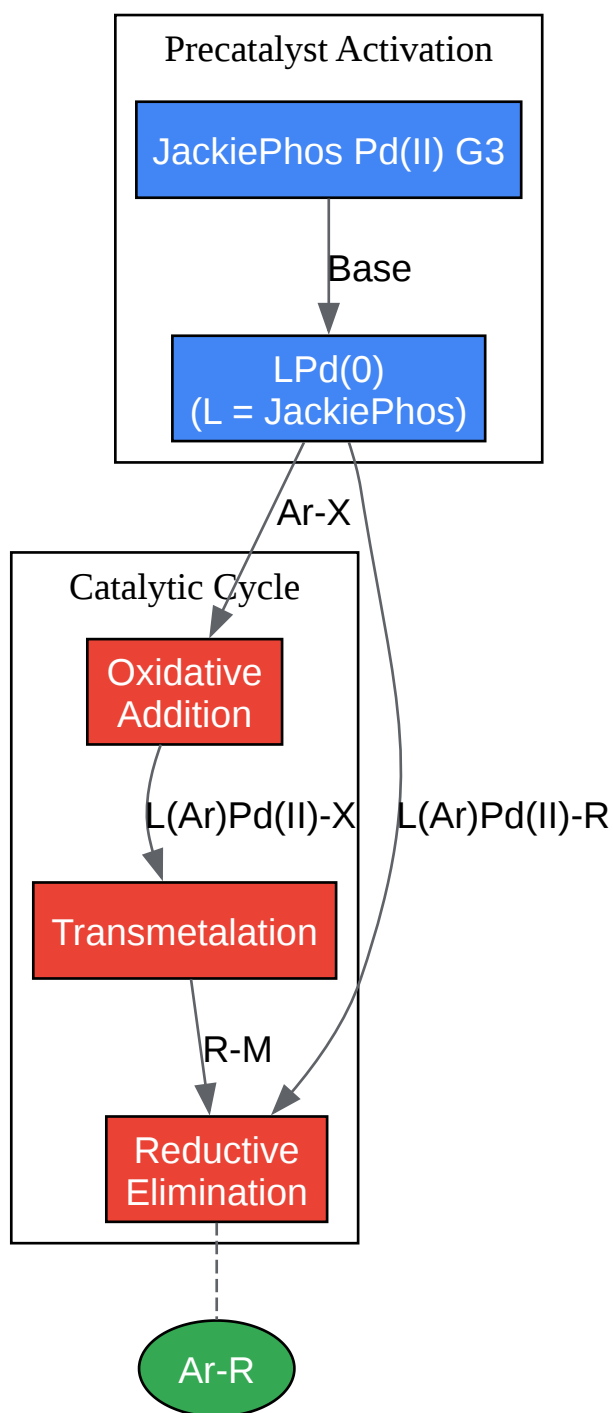 Precatalyst Activation
JackiePhos Pd(II) G3
Base
LPd(0)
(L = JackiePhos)
Ar-X
Catalytic Cycle
Oxidative
Addition
L(Ar)Pd(II)-X
L(Ar)Pd(II)-R
Transmetalation
R-M
Reductive
Elimination
Ar-R